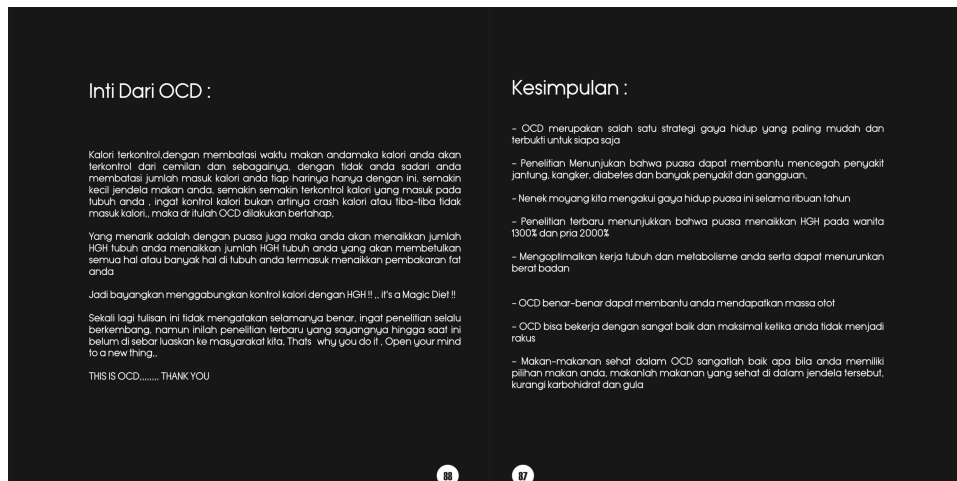 Inti Dari OCD :
Kalori terkontrol,dengan membatasi waktu makan andamaka kalori anda akan
terkontrol dari cemilan dan sebagainya, dengan tidak anda sadari anda
membatasi jumlah masuk kalori anda tiap harinya hanya dengan ini, semakin
kecil jendela makan anda, semakin semakin terkontrol kalori yang masuk pada
tubuh anda , ingat kontrol kalori bukan artinya crash kalori atau tiba-tiba tidak
masuk kalori,, maka dr itulah OCD dilakukan bertahap,
Yang menarik adalah dengan puasa juga maka anda akan menaikkan jumlah
HGH tubuh anda menaikkan jumlah HGH tubuh anda yang akan membetulkan
semua hal atau banyak hal di tubuh anda termasuk menaikkan pembakaran fat
anda
Jadi bayangkan menggabungkan kontrol kalori dengan HGH !! ,, it's a Magic Diet !!
Sekali lagi tulisan ini tidak mengatakan selamanya benar, ingat penelitian selalu
berkembang, namun inilah penelitian terbaru yang sayangnya hingga saat ini
belum di sebar luaskan ke masyarakat kita, Thats why you do it , Open your mind
to a new thing,,
THIS IS OCD,,,,,,,, THANK YOU
88
Kesimpulan :
- OCD merupakan salah satu strategi gaya hidup yang paling mudah dan
terbukti untuk siapa saja
- Penelitian Menunjukan bahwa puasa dapat membantu mencegah penyakit
jantung, kangker, diabetes dan banyak penyakit dan gangguan,
- Nenek moyang kita mengakui gaya hidup puasa ini selama ribuan tahun
- Penelitian terbaru menunjukkan bahwa puasa menaikkan HGH pada wanita
1300% dan pria 2000%
- Mengoptimalkan kerja tubuh dan metabolisme anda serta dapat menurunkan
berat badan
- OCD benar-benar dapat membantu anda mendapatkan massa otot
- OCD bisa bekerja dengan sangat baik dan maksimal ketika anda tidak menjadi
rakus
- Makan-makanan sehat dalam OCD sangatlah baik apa bila anda memiliki
pilihan makan anda, makanlah makanan yang sehat di dalam jendela tersebut,
kurangi karbohidrat dan gula
87